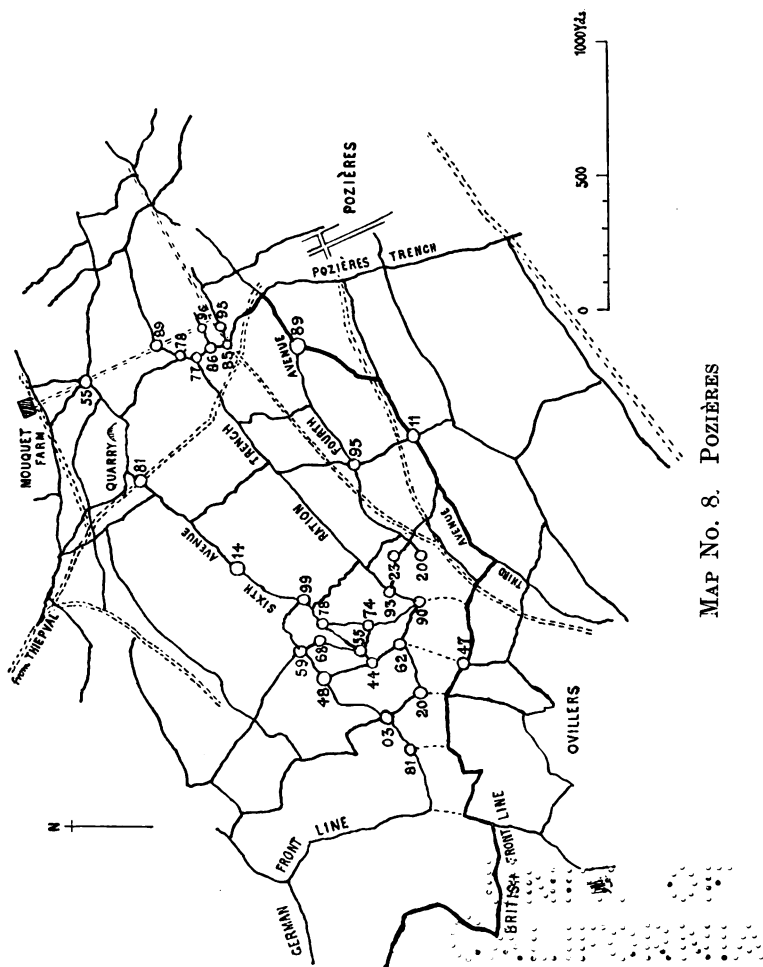 N
From THIEPVAL
MOUQUET
FARM
QUARRY
81
55
89
78
77
86
85
96
95
SIXTH AVENUE
14
RATION TRENCH
FOURTH AVENUE
89
95
11
POZIÈRES
POZIÈRES TRENCH
99
59
68
78
48
55
74
44
62
93
23
20
90
THIRD AVENUE
03
20
47
81
GERMAN FRONT LINE
BRITISH FRONT LINE
OVILLERS
0 500 1000 Yds.
MAP No. 8. POZIÈRES